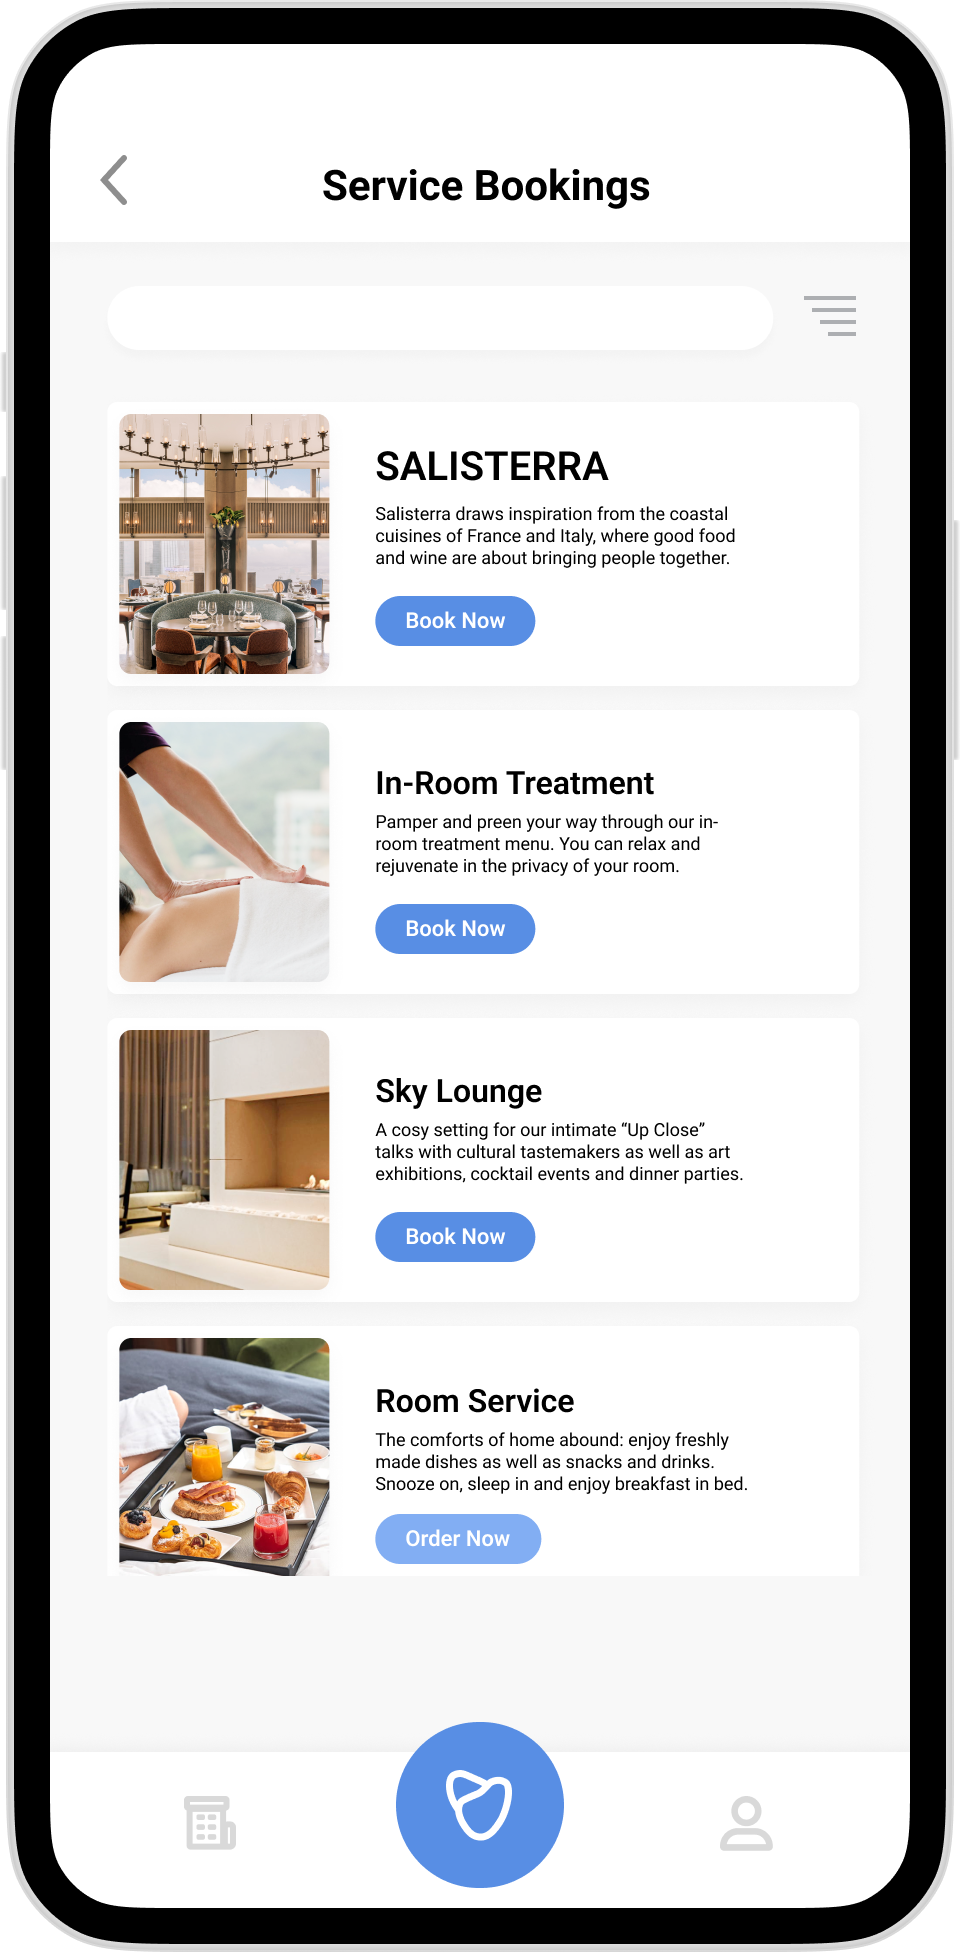 Service Bookings
SALISTERRA
Salisterra draws inspiration from the coastal
cuisines of France and Italy, where good food
and wine are about bringing people together.
Book Now
In-Room Treatment
Pamper and preen your way through our in-
room treatment menu. You can relax and
rejuvenate in the privacy of your room.
Book Now
Sky Lounge
A cosy setting for our intimate “Up Close”
talks with cultural tastemakers as well as art
exhibitions, cocktail events and dinner parties.
Book Now
Room Service
The comforts of home abound: enjoy freshly
made dishes as well as snacks and drinks.
Snooze on, sleep in and enjoy breakfast in bed.
Order Now